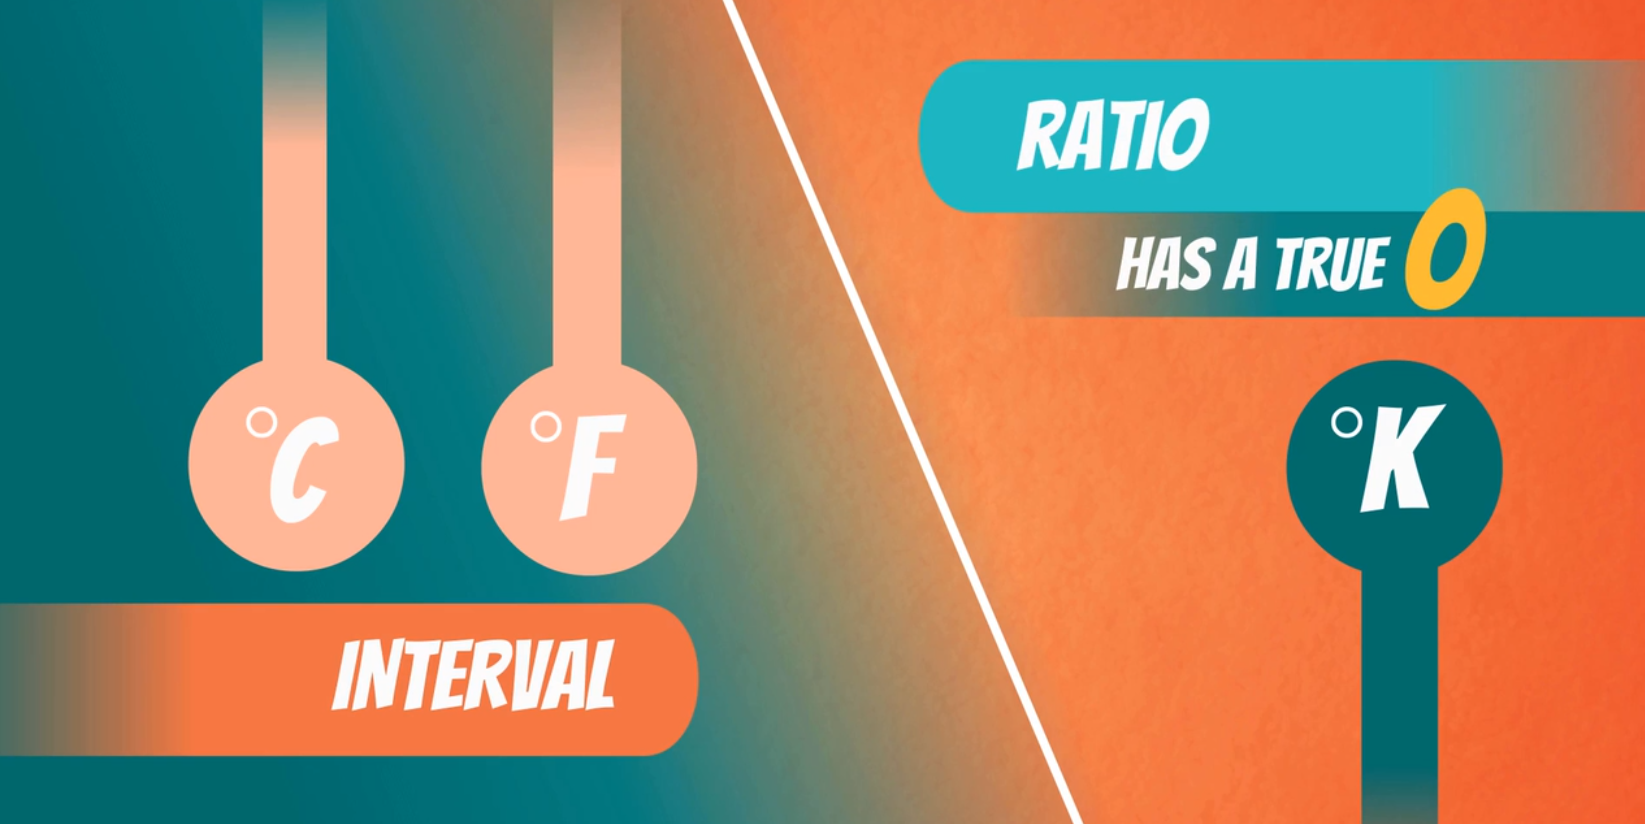 °C
°F
INTERVAL
RATIO
HAS A TRUE 0
°K